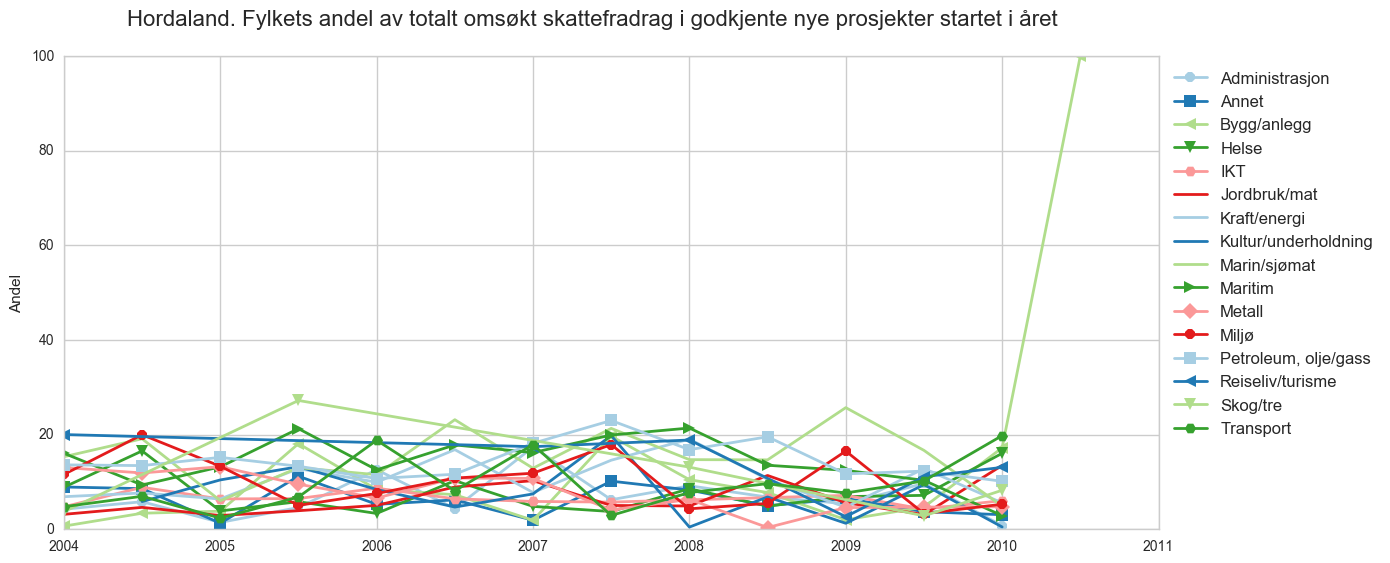 Hordaland. Fylkets andel av totalt omsøkt skattefradrag i godkjente nye prosjekter startet i året
100
80
60
40
20
0
Andel
2004 2005 2006 2007 2008 2009 2010 2011
Administrasjon
Annet
Bygg/anlegg
Helse
IKT
Jordbruk/mat
Kraft/energi
Kultur/underholdning
Marin/sjømat
Maritim
Metall
Miljø
Petroleum, olje/gass
Reiseliv/turisme
Skog/tre
Transport